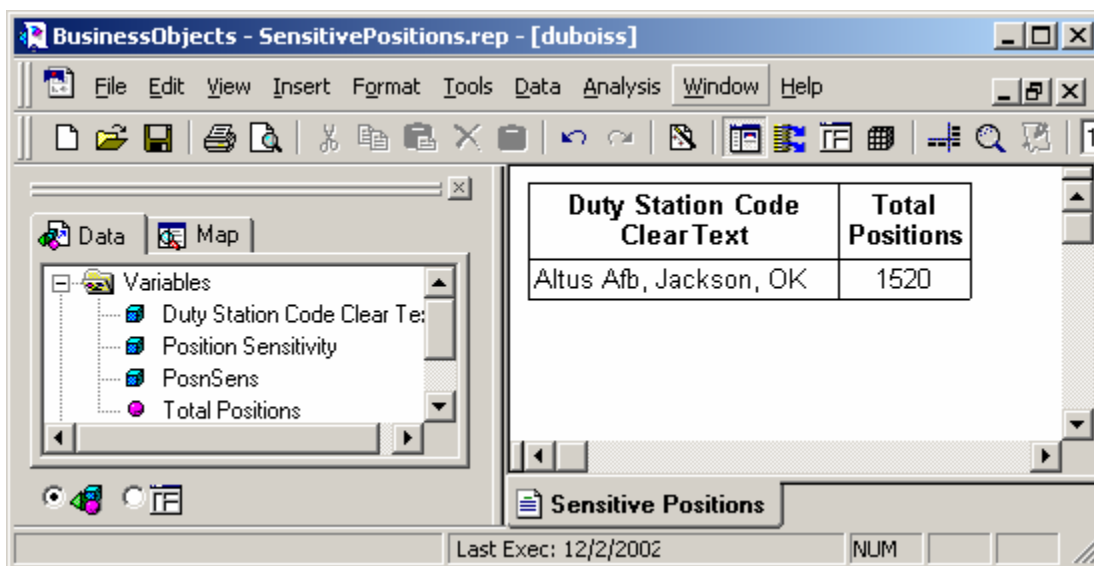 BusinessObjects - SensitivePositions.rep - [duboiss]
File Edit View Insert Format Tools Data Analysis Window Help
Data Map
Variables
Duty Station Code Clear Te
Position Sensitivity
PosnSens
Total Positions
Duty Station Code ClearText
Total Positions
Altus Afb, Jackson, OK
1520
Sensitive Positions
Last Exec: 12/2/2002
NUM